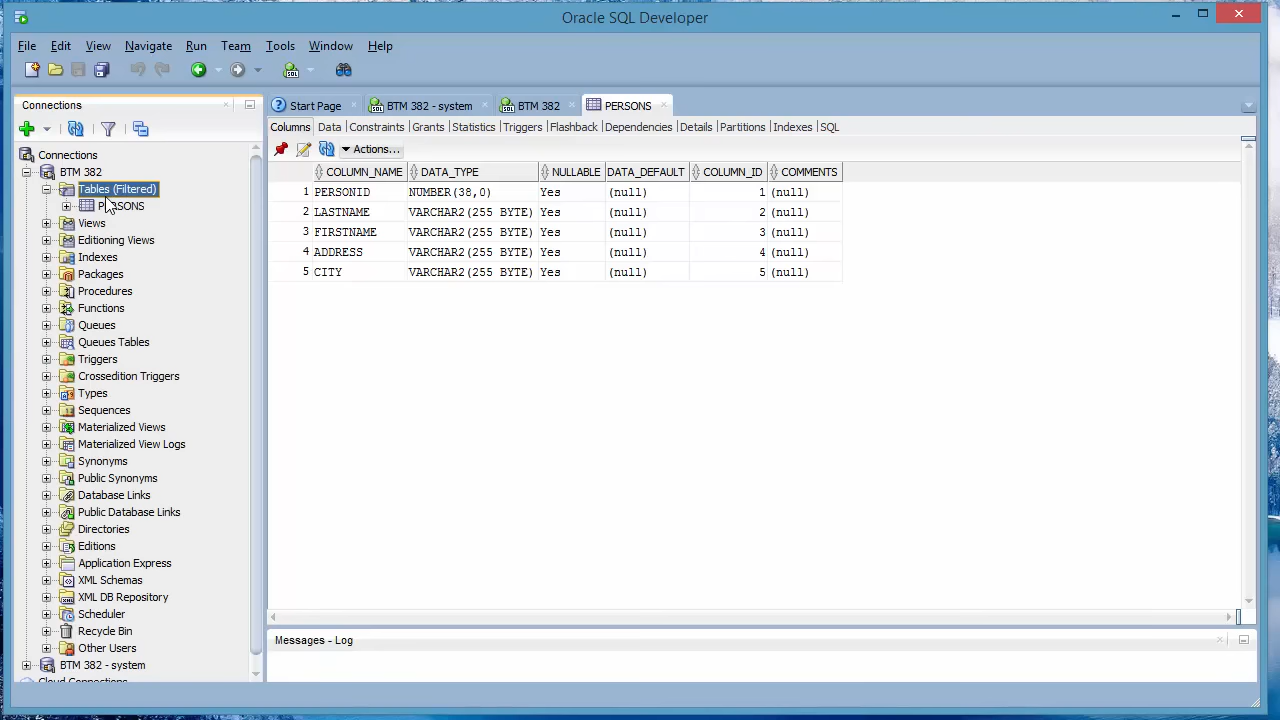 Oracle SQL Developer
File Edit View Navigate Run Team Tools Window Help
Connections
Start Page BTM 382 - system BTM 382 PERSONS
Columns Data Constraints Grants Statistics Triggers Flashback Dependencies Details Partitions Indexes SQL
Actions...
COLUMN_NAME DATA_TYPE NULLABLE DATA_DEFAULT COLUMN_ID COMMENTS
1 PERSONID NUMBER(38,0) Yes (null) 1 (null)
2 LASTNAME VARCHAR2(255 BYTE) Yes (null) 2 (null)
3 FIRSTNAME VARCHAR2(255 BYTE) Yes (null) 3 (null)
4 ADDRESS VARCHAR2(255 BYTE) Yes (null) 4 (null)
5 CITY VARCHAR2(255 BYTE) Yes (null) 5 (null)
Connections
BTM 382
Tables (Filtered)
PERSONS
Views
Editioning Views
Indexes
Packages
Procedures
Functions
Queues
Queues Tables
Triggers
Crossedition Triggers
Types
Sequences
Materialized Views
Materialized View Logs
Synonyms
Public Synonyms
Database Links
Public Database Links
Directories
Editions
Application Express
XML Schemas
XML DB Repository
Scheduler
Recycle Bin
Other Users
BTM 382 - system
Cloud Connections
Messages - Log